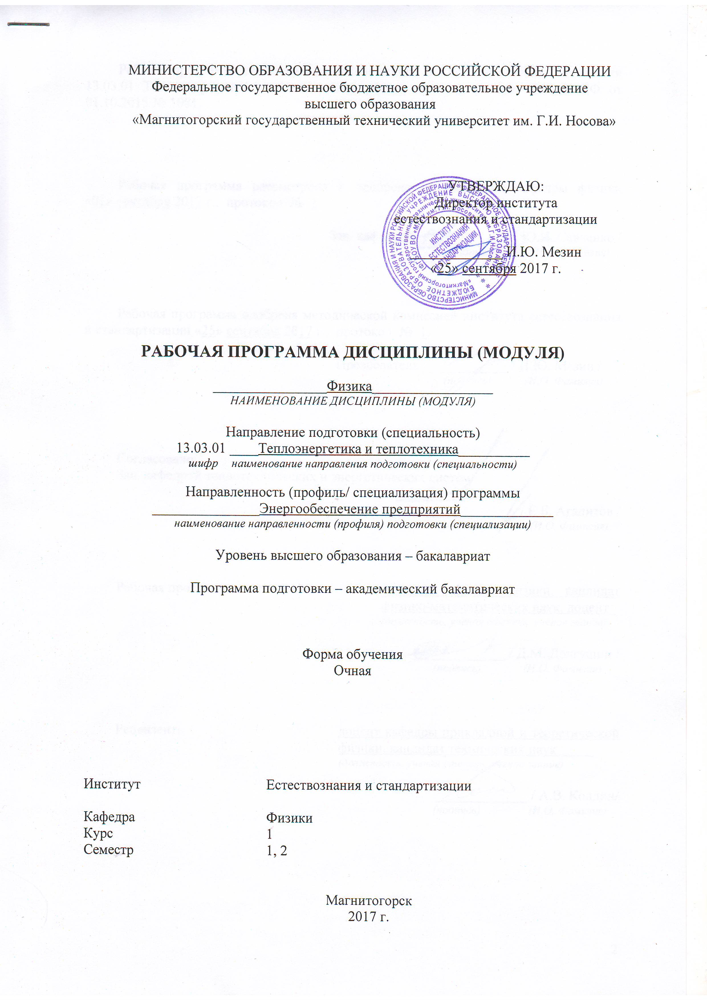 МИНИСТЕРСТВО ОБРАЗОВАНИЯ И НАУКИ РОССИЙСКОЙ ФЕДЕРАЦИИ
Федеральное государственное бюджетное образовательное учреждение
высшего образования
«Магнитогорский государственный технический университет им. Г.И. Носова»
УТВЕРЖДАЮ:
Директор института
естествознания и стандартизации
И.Ю. Мезин
«25» сентября 2017 г.
ИНСТИТУТ
ЕСТЕСТВОЗНАНИЯ
И СТАНДАРТИЗАЦИИ
РАБОЧАЯ ПРОГРАММА ДИСЦИПЛИНЫ (МОДУЛЯ)
Физика
НАИМЕНОВАНИЕ ДИСЦИПЛИНЫ (МОДУЛЯ)
Направление подготовки (специальность)
13.03.01 Теплоэнергетика и теплотехника
шифр наименование направления подготовки (специальности)
Направленность (профиль/ специализация) программы
Энергообеспечение предприятий
наименование направленности (профиля) подготовки (специализации)
Уровень высшего образования – бакалавриат
Программа подготовки – академический бакалавриат
Форма обучения
Очная
Институт Естествознания и стандартизации
Кафедра Физики
Курс 1
Семестр 1, 2
Магнитогорск
2017 г.